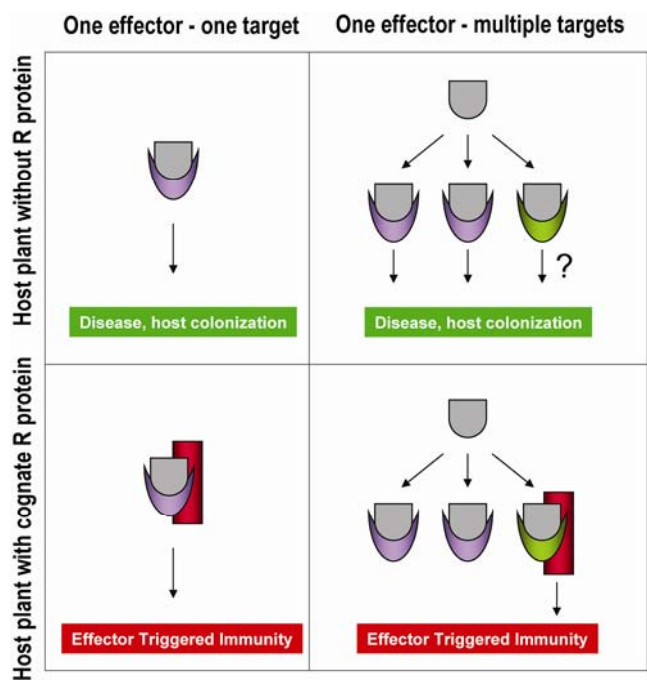 One effector - one target
One effector - multiple targets
Host plant without R protein
?
Disease, host colonization
Disease, host colonization
Host plant with cognate R protein
Effector Triggered Immunity
Effector Triggered Immunity